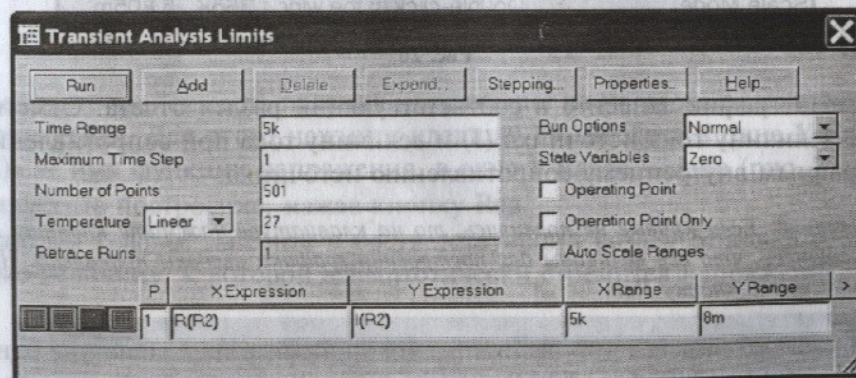 Transient Analysis Limits
Run Add Delete Expand... Stepping... Properties... Help...
Time Range 5k Run Options Normal
Maximum Time Step 1 State Variables Zero
Number of Points 501 Operating Point
Temperature Linear 27 Operating Point Only
Retrace Runs 1 Auto Scale Ranges
P X Expression Y Expression X Range Y Range >
1 R(R2) I(R2) 5k 8m